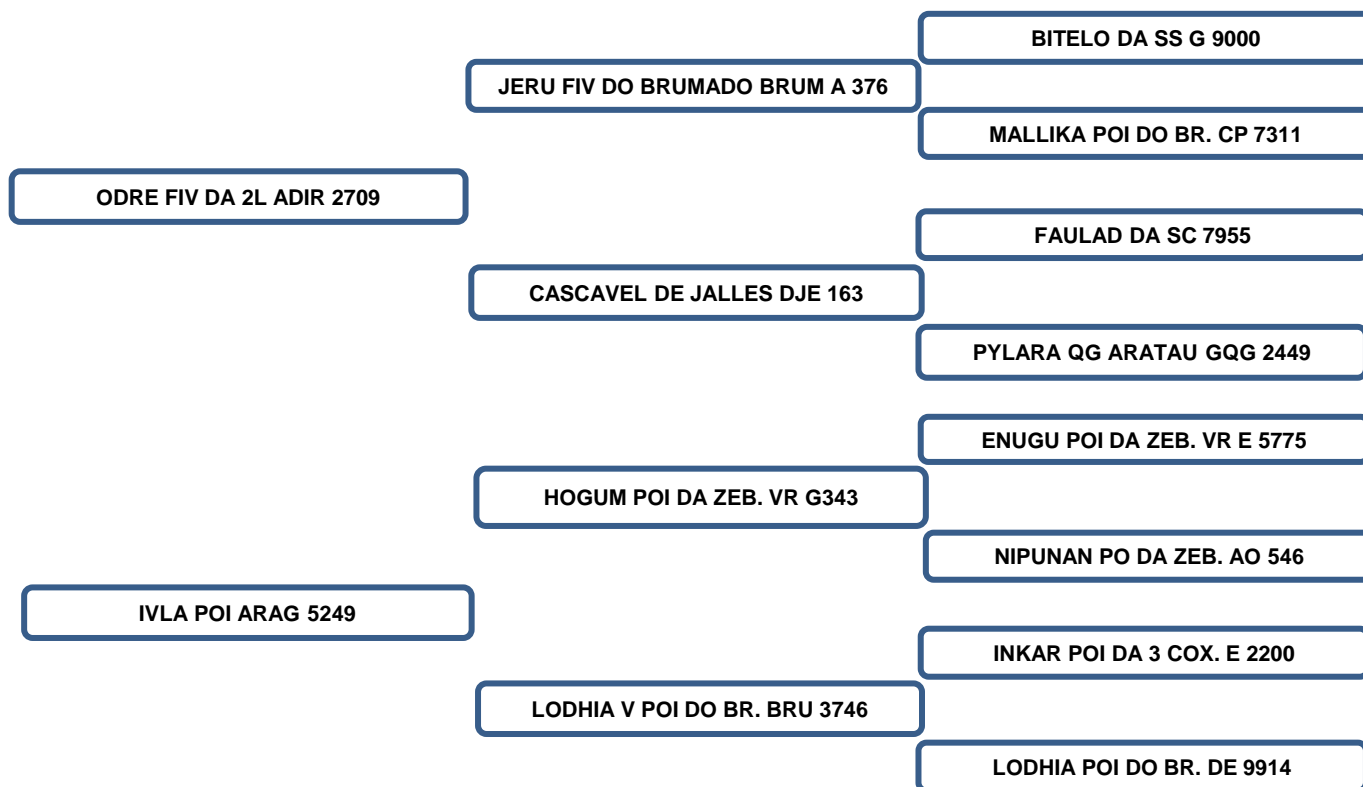 BITELO DA SS G 9000
JERU FIV DO BRUMADO BRUM A 376
MALLIKA POI DO BR. CP 7311
ODRE FIV DA 2L ADIR 2709
FAULAD DA SC 7955
CASCAVEL DE JALLES DJE 163
PYLARA QG ARATAU GQG 2449
ENUGU POI DA ZEB. VR E 5775
HOGUM POI DA ZEB. VR G343
NIPUNAN PO DA ZEB. AO 546
IVLA POI ARAG 5249
INKAR POI DA 3 COX. E 2200
LODHIA V POI DO BR. BRU 3746
LODHIA POI DO BR. DE 9914